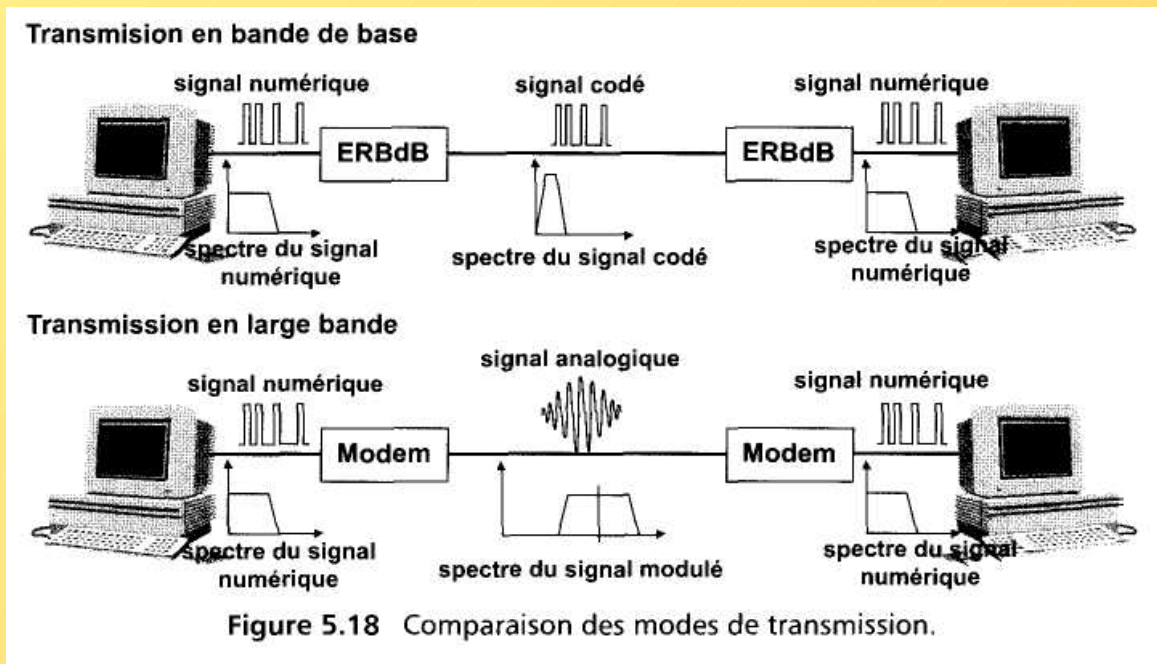 Transmision en bande de base
signal numérique
signal codé
signal numérique
ERBdB
ERBdB
spectre du signal
numérique
spectre du signal codé
spectre du signal
numérique
Transmission en large bande
signal numérique
signal analogique
signal numérique
Modem
Modem
spectre du signal
numérique
spectre du signal modulé
spectre du signal
numérique
Figure 5.18 Comparaison des modes de transmission.